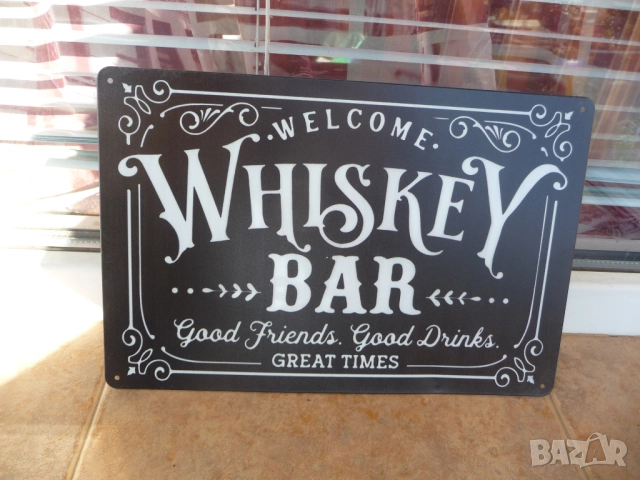 ·WELCOME·
WHISKEY
BAR
Good Friends. Good Drinks.
GREAT TIMES
BAZAR